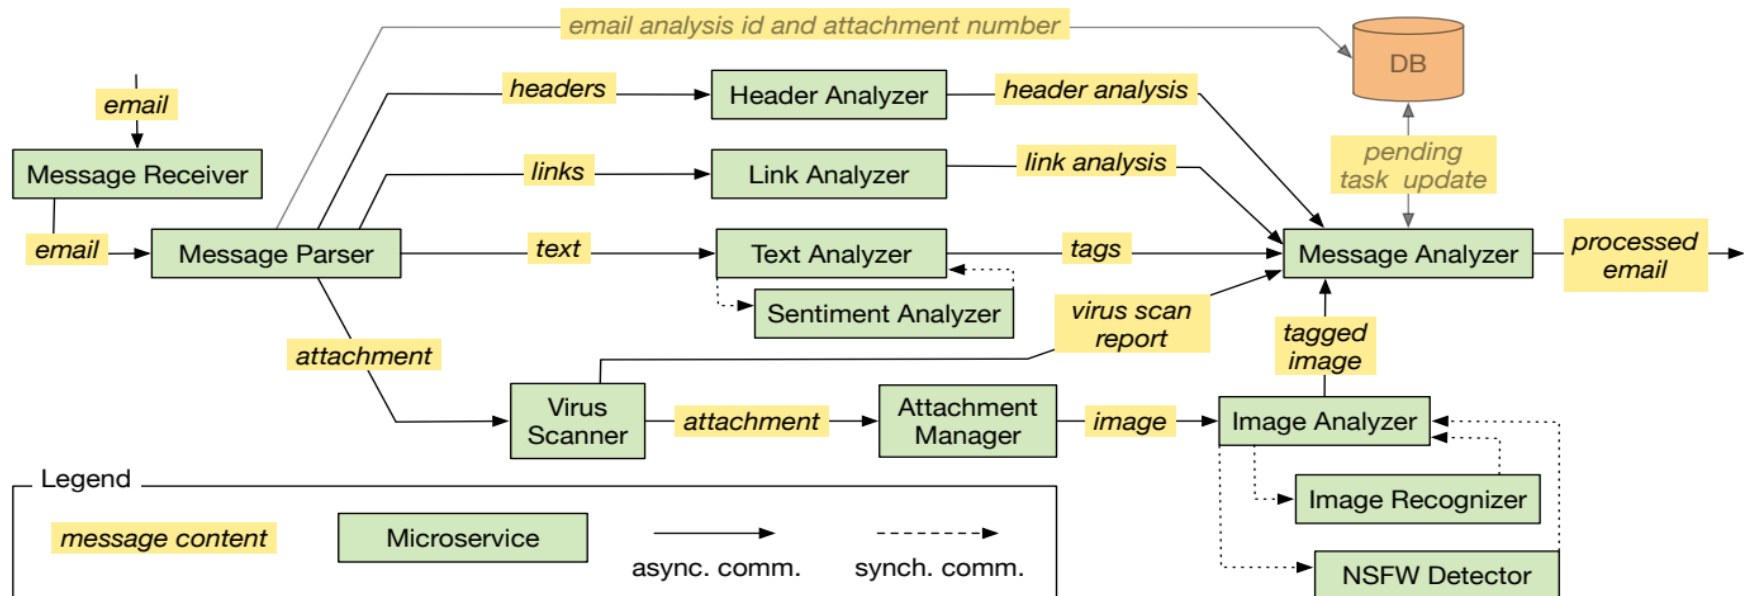 email analysis id and attachment number
DB
email
headers
Header Analyzer
header analysis
Message Receiver
links
Link Analyzer
link analysis
pending
task update
email
Message Parser
text
Text Analyzer
tags
Message Analyzer
processed
email
Sentiment Analyzer
virus scan
report
tagged
image
attachment
Virus
Scanner
attachment
Attachment
Manager
image
Image Analyzer
Image Recognizer
NSFW Detector
Legend
message content
Microservice
async. comm.
synch. comm.